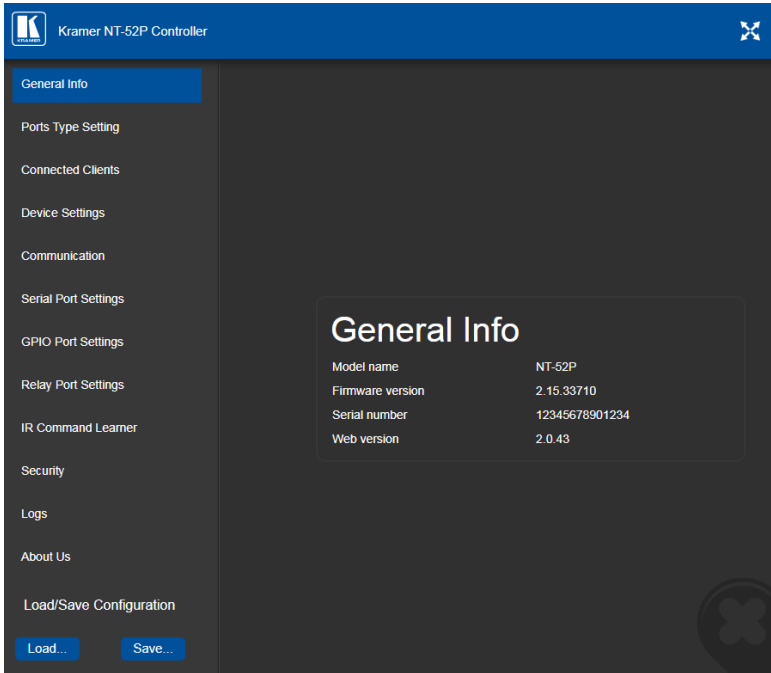 KRAMER
Kramer NT-52P Controller
General Info
Ports Type Setting
Connected Clients
Device Settings
Communication
Serial Port Settings
GPIO Port Settings
Relay Port Settings
IR Command Learner
Security
Logs
About Us
Load/Save Configuration
Load... Save...
General Info
Model name NT-52P
Firmware version 2.15.33710
Serial number 12345678901234
Web version 2.0.43